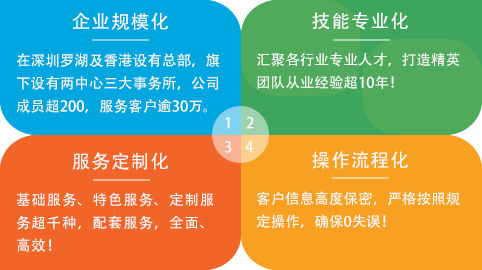 企业规模化
在深圳罗湖及香港设有总部，旗
下设有两中心三大事务所，公司
成员超200，服务客户逾30万。
技能专业化
汇聚各行业专业人才，打造精英
团队从业经验超10年！
1 2
3 4
服务定制化
基础服务、特色服务、定制服
务超千种，配套服务，全面、
高效！
操作流程化
客户信息高度保密，严格按照规
定操作，确保0失误！